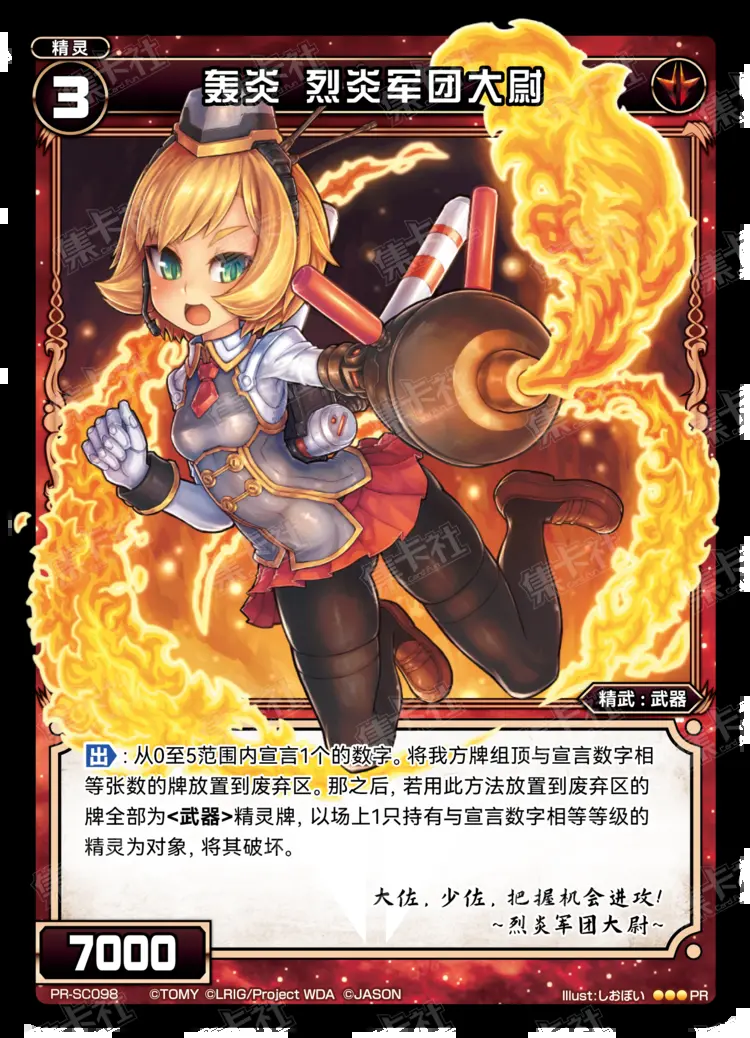 精灵
3
轰炎 烈炎军团大尉
精武：武器
出：从0至5范围内宣言1个的数字。将我方牌组顶与宣言数字相
等张数的牌放置到废弃区。那之后，若用此方法放置到废弃区的
牌全部为<武器>精灵牌，以场上1只持有与宣言数字相等等级的
精灵为对象，将其破坏。
大佐，少佐，把握机会进攻！
~烈炎军团大尉~
7000
PR-SC098 ©TOMY ©LRIG/Project WDA ©JASON Illust:しおぼい PR
集卡社